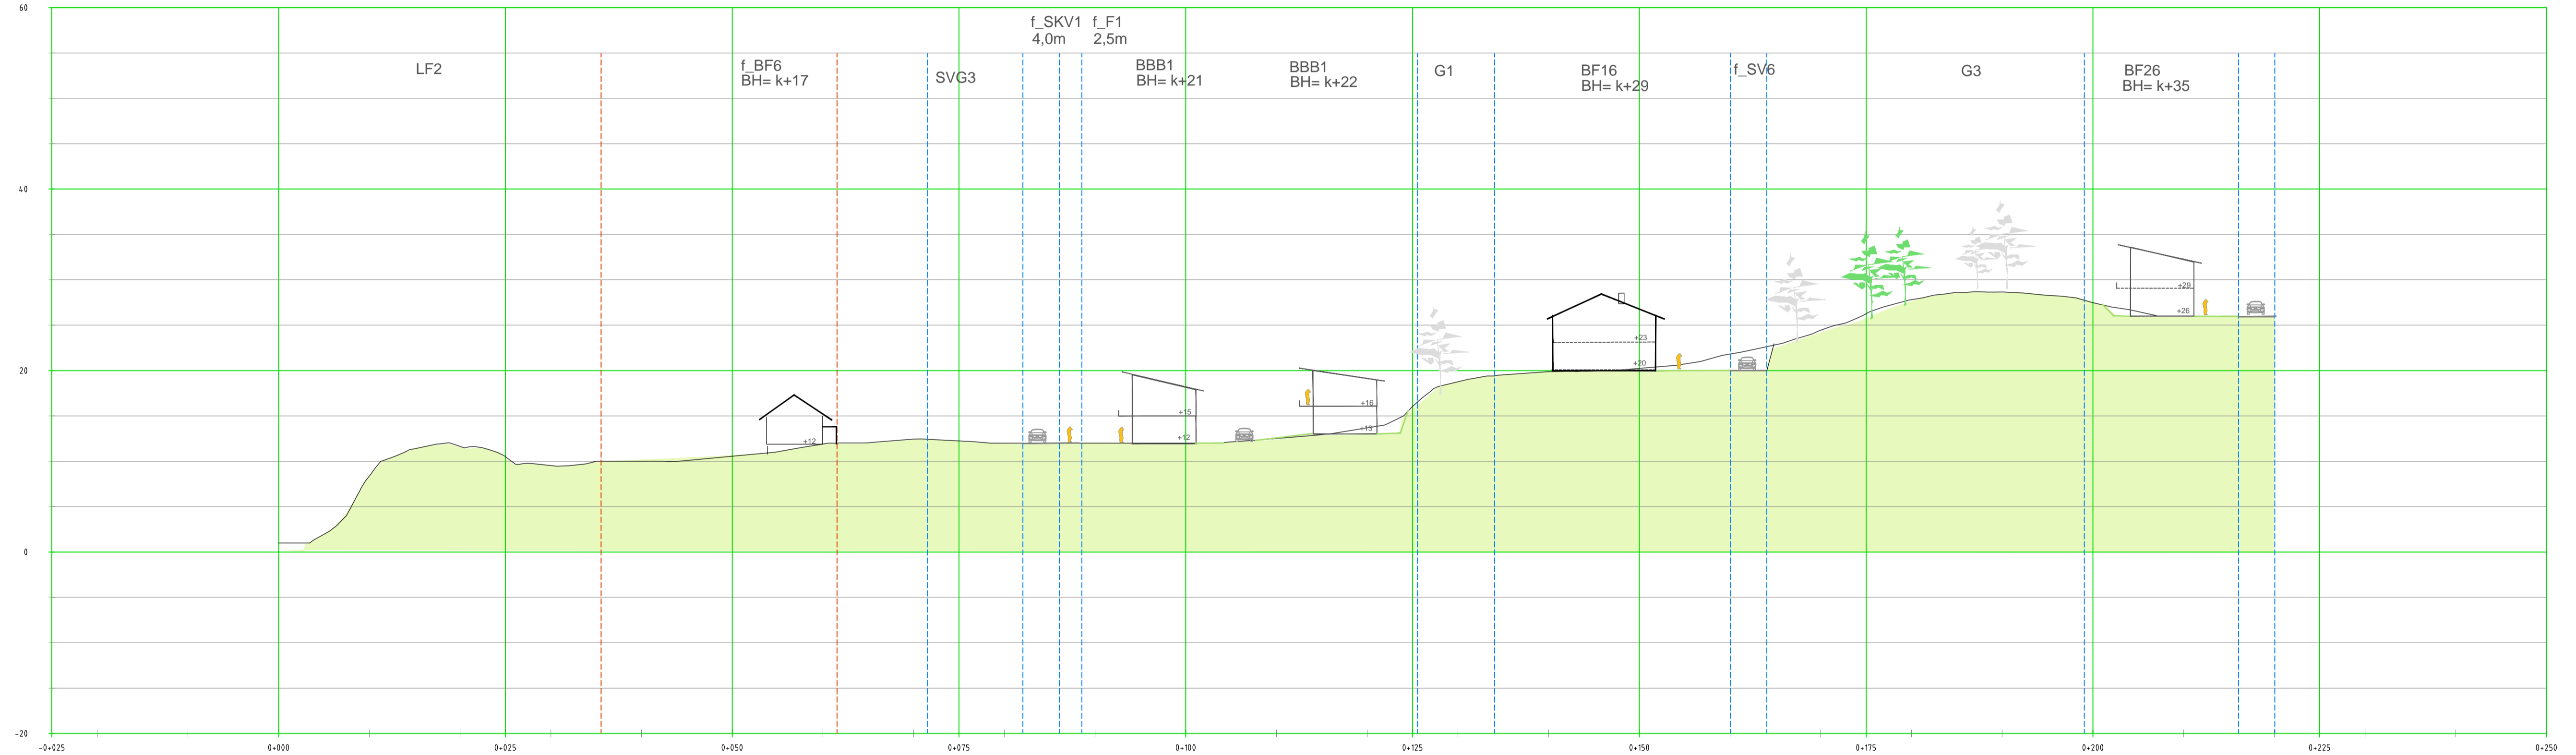 60
f_SKV1 f_F1
4,0m 2,5m
LF2
f_BF6
BH= k+17
SVG3
BBB1
BH= k+21
BBB1
BH= k+22
G1
BF16
BH= k+29
f_SV6
G3
BF26
BH= k+35
40
+29
+26
+23
+20
20
+16
+13
+15
+12
+12
0
-20
-0+025 0+000 0+025 0+050 0+075 0+100 0+125 0+150 0+175 0+200 0+225 0+250